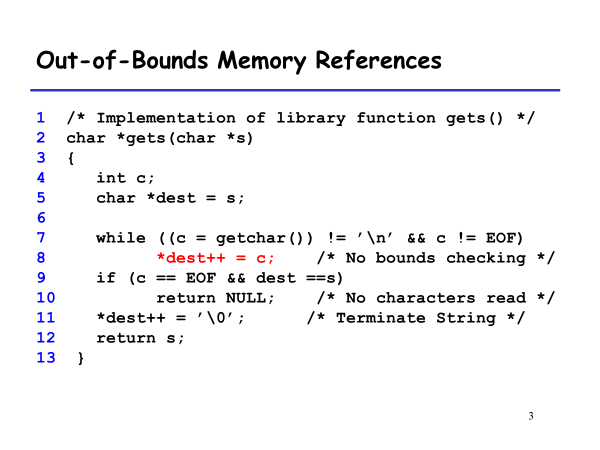 Out-of-Bounds Memory References
1 /* Implementation of library function gets() */
2 char *gets(char *s)
3 {
4 int c;
5 char *dest = s;
6
7 while ((c = getchar()) != ’\n’ && c != EOF)
8 *dest++ = c; /* No bounds checking */
9 if (c == EOF && dest ==s)
10 return NULL; /* No characters read */
11 *dest++ = ’\0’; /* Terminate String */
12 return s;
13 }
3